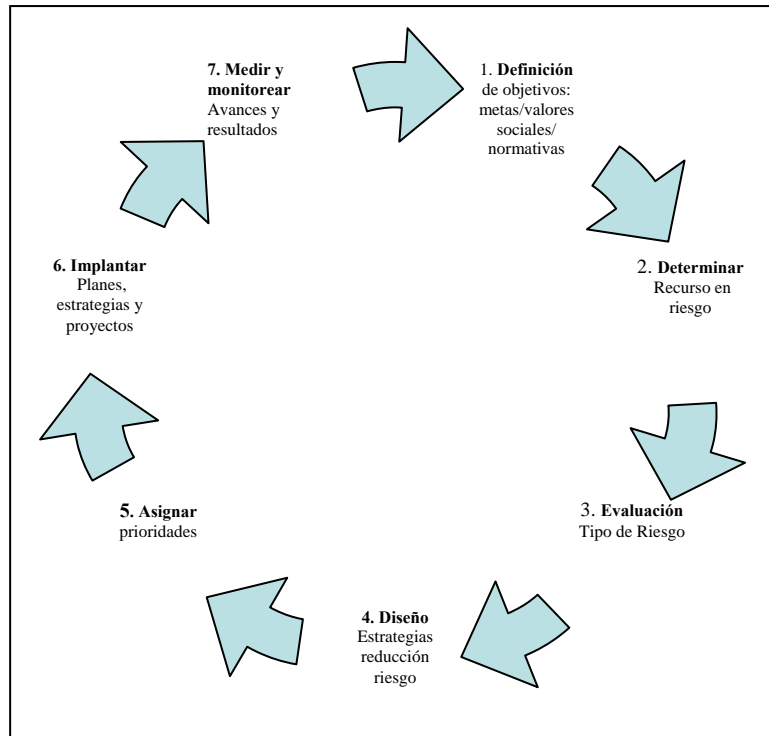 1. Definición
de objetivos:
metas/valores
sociales/
normativas
2. Determinar
Recurso en
riesgo
3. Evaluación
Tipo de Riesgo
4. Diseño
Estrategias
reducción
riesgo
5. Asignar
prioridades
6. Implantar
Planes,
estrategias y
proyectos
7. Medir y
monitorear
Avances y
resultados